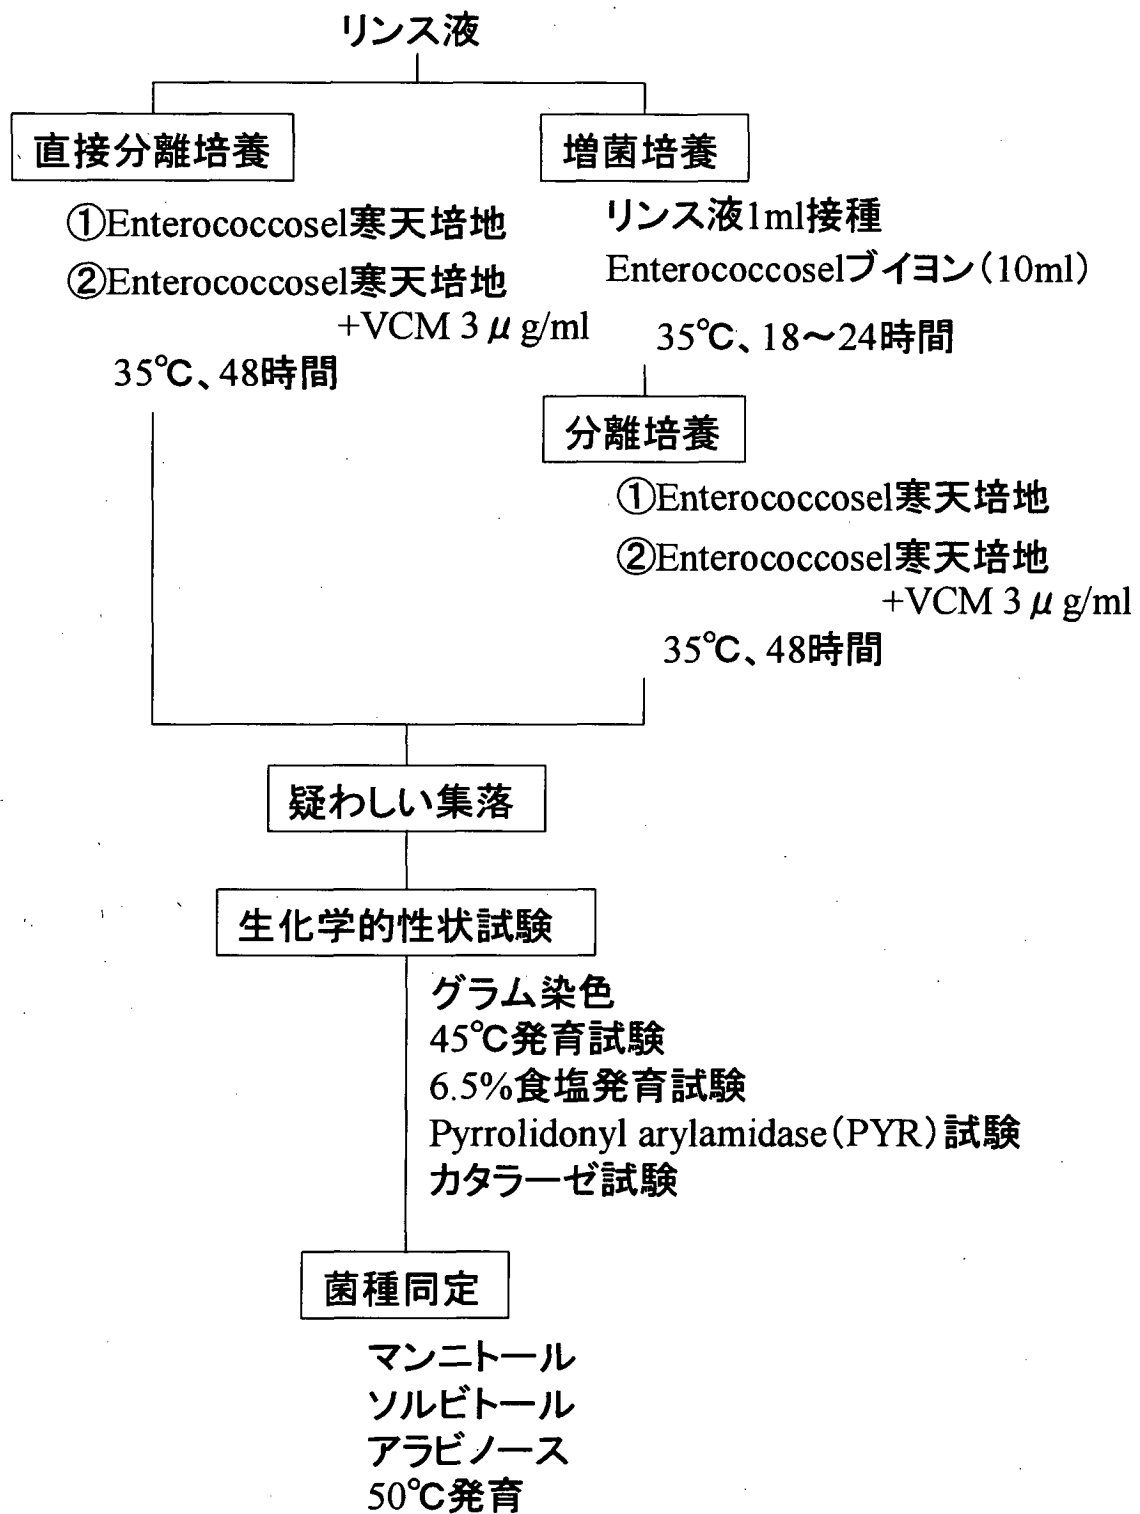 リンス液
直接分離培養
①Enterococcosel寒天培地
②Enterococcosel寒天培地
+VCM 3 μ g/ml
35℃、48時間
増菌培養
リンス液1ml接種
Enterococcoselブイヨン（10ml）
35℃、18～24時間
分離培養
①Enterococcosel寒天培地
②Enterococcosel寒天培地
+VCM 3 μ g/ml
35℃、48時間
疑わしい集落
生化学的性状試験
グラム染色
45℃発育試験
6.5%食塩発育試験
Pyrrolidonyl arylamidase（PYR）試験
カタラーゼ試験
菌種同定
マンニトール
ソルビトール
アラビノース
50℃発育